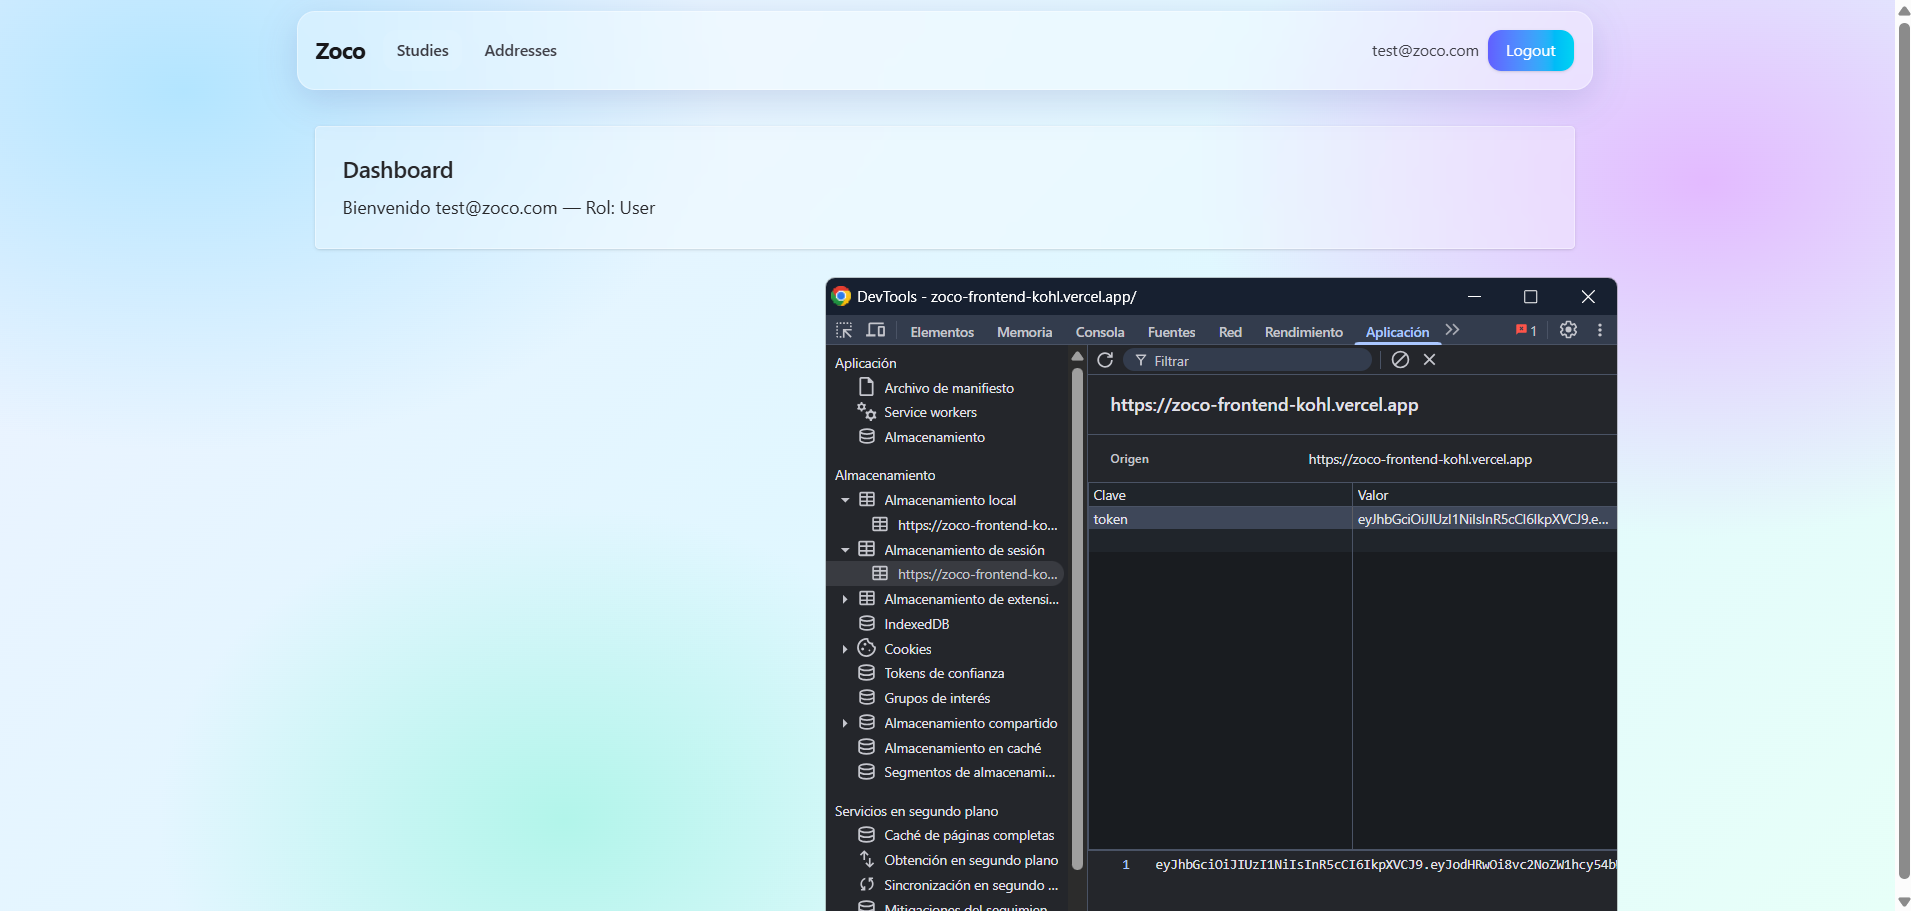 Zoco
Studies
Addresses
test@zoco.com
Logout
Dashboard
Bienvenido test@zoco.com — Rol: User
DevTools - zoco-frontend-kohl.vercel.app/
Elementos
Memoria
Consola
Fuentes
Red
Rendimiento
Aplicación
1
Aplicación
Archivo de manifiesto
Service workers
Almacenamiento
Almacenamiento
Almacenamiento local
https://zoco-frontend-ko...
Almacenamiento de sesión
https://zoco-frontend-ko...
Almacenamiento de extensi...
IndexedDB
Cookies
Tokens de confianza
Grupos de interés
Almacenamiento compartido
Almacenamiento en caché
Segmentos de almacenami...
Servicios en segundo plano
Caché de páginas completas
Obtención en segundo plano
Sincronización en segundo ...
Mitigaciones del seguimien...
Filtrar
https://zoco-frontend-kohl.vercel.app
Origen
https://zoco-frontend-kohl.vercel.app
Clave
Valor
token
eyJhbGciOiJIUzI1NiIsInR5cCI6IkpXVCJ9.e...
1
eyJhbGciOiJIUzI1NiIsInR5cCI6IkpXVCJ9.eyJodHRwOi8vc2NoZW1hcy54b